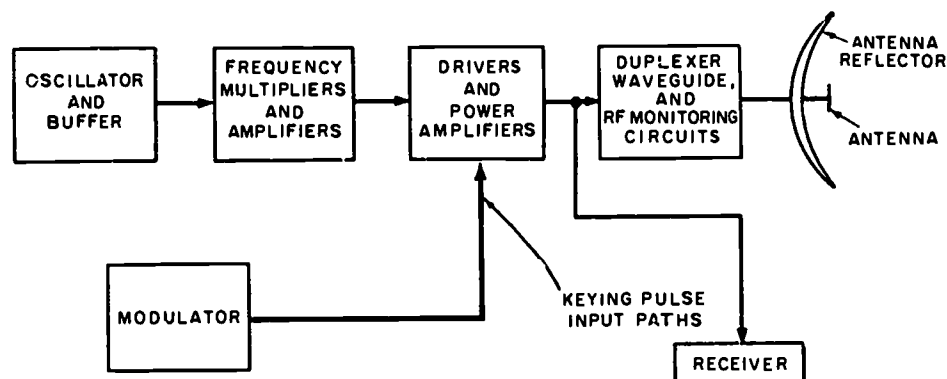 OSCILLATOR
AND
BUFFER
FREQUENCY
MULTIPLIERS
AND
AMPLIFIERS
DRIVERS
AND
POWER
AMPLIFIERS
DUPLEXER
WAVEGUIDE,
AND
RF MONITORING
CIRCUITS
ANTENNA
REFLECTOR
ANTENNA
MODULATOR
KEYING PULSE
INPUT PATHS
RECEIVER